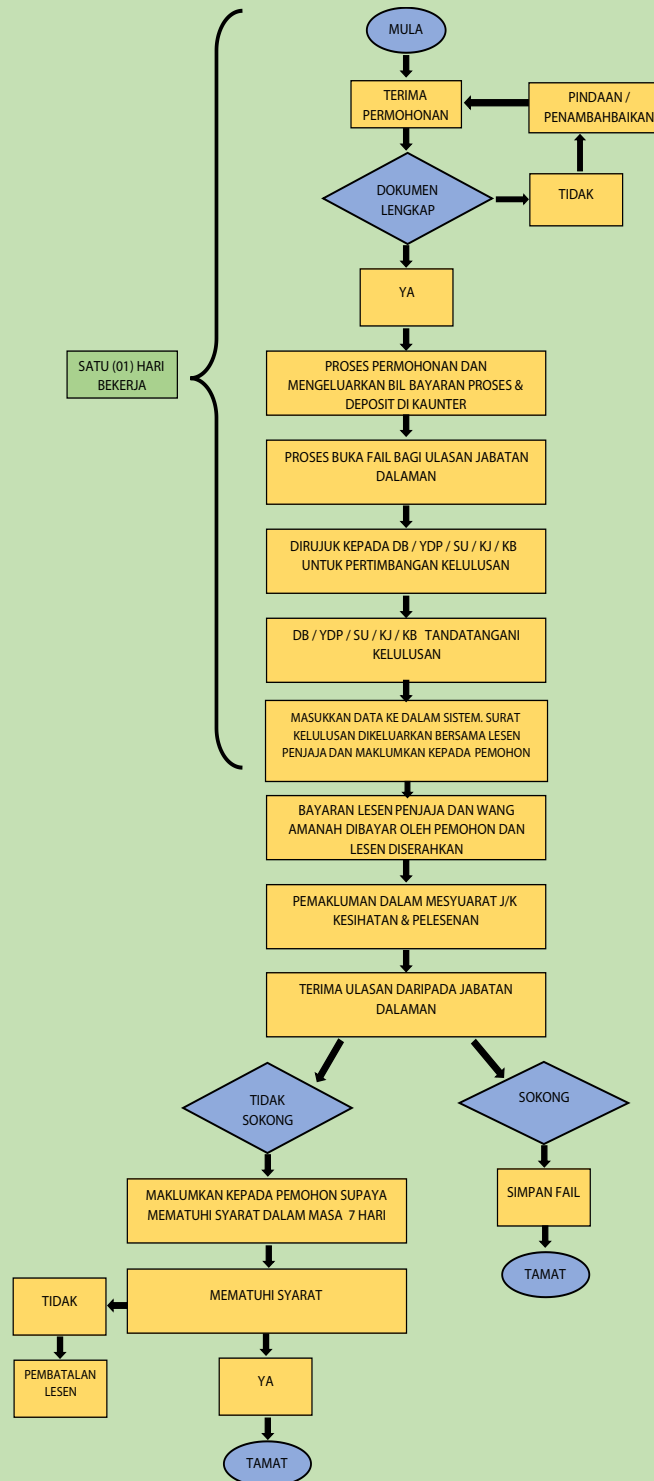 MULA
TERIMA
PERMOHONAN
PINDAAN /
PENAMBAHBAIKAN
DOKUMEN
LENGKAP
TIDAK
YA
SATU (01) HARI
BEKERJA
PROSES PERMOHONAN DAN
MENGELUARKAN BIL BAYARAN PROSES &
DEPOSIT DI KAUNTER
PROSES BUKA FAIL BAGI ULASAN JABATAN
DALAMAN
DIRUJUK KEPADA DB / YDP / SU / KJ / KB
UNTUK PERTIMBANGAN KELULUSAN
DB / YDP / SU / KJ / KB TANDATANGANI
KELULUSAN
MASUKKAN DATA KE DALAM SISTEM. SURAT
KELULUSAN DIKELUARKAN BERSAMA LESEN
PENJAJA DAN MAKLUMKAN KEPADA PEMOHON
BAYARAN LESEN PENJAJA DAN WANG
AMANAH DIBAYAR OLEH PEMOHON DAN
LESEN DISERAHKAN
PEMAKLUMAN DALAM MESYUARAT J/K
KESIHATAN & PELESENAN
TERIMA ULASAN DARIPADA JABATAN
DALAMAN
TIDAK
SOKONG
SOKONG
MAKLUMKAN KEPADA PEMOHON SUPAYA
MEMATUHI SYARAT DALAM MASA 7 HARI
SIMPAN FAIL
TAMAT
TIDAK
MEMATUHI SYARAT
PEMBATALAN
LESEN
YA
TAMAT